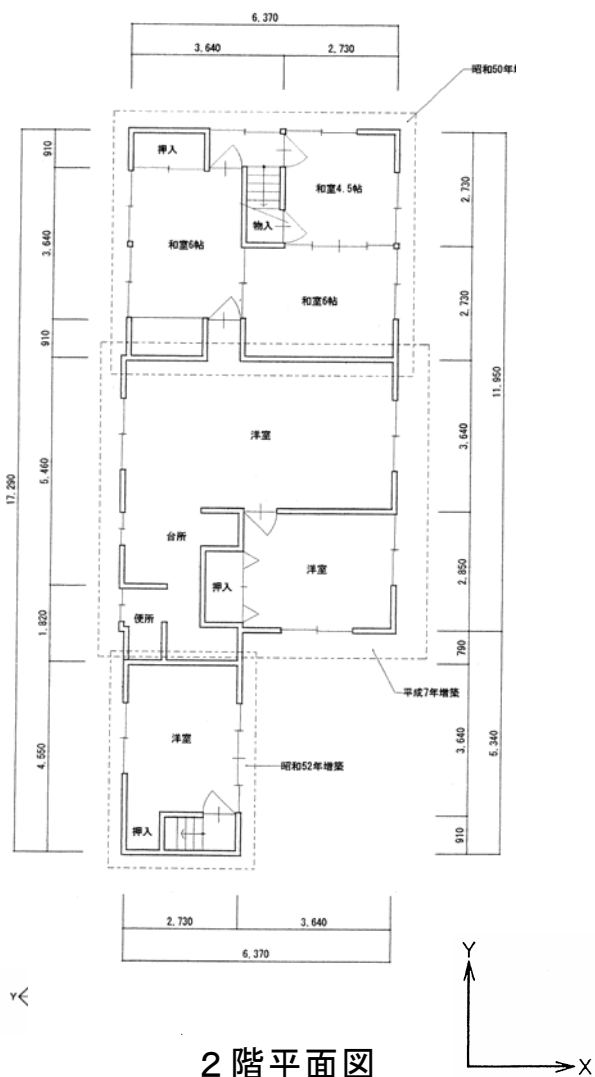 6,370
3,640
2,730
昭和50年
910
押入
和室4.5帖
2,730
3,640
物入
和室6帖
和室6帖
2,730
910
11,950
洋室
3,640
17,290
5,460
台所
押入
洋室
2,850
便所
1,820
790
平成7年増築
洋室
4,550
昭和52年増築
3,640
5,340
押入
910
2,730
3,640
6,370
Y
Y
X
2階平面図